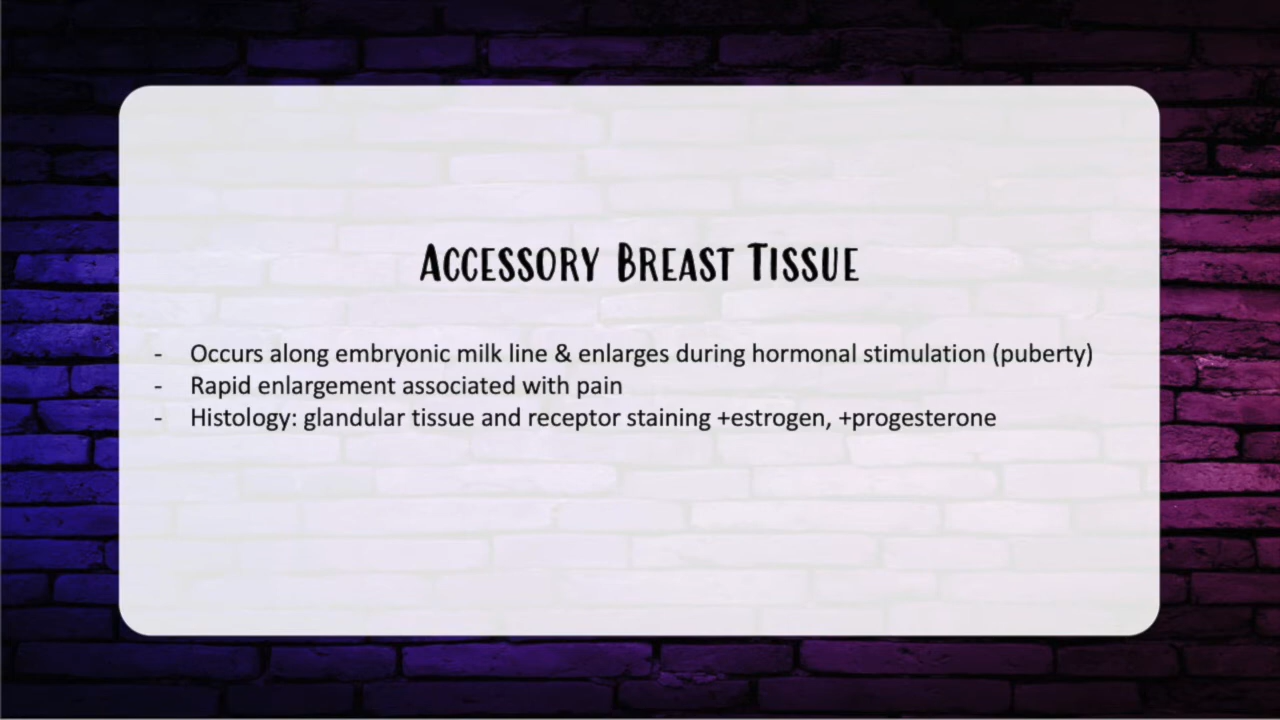 Accessory Breast Tissue
- Occurs along embryonic milk line & enlarges during hormonal stimulation (puberty)
- Rapid enlargement associated with pain
- Histology: glandular tissue and receptor staining +estrogen, +progesterone